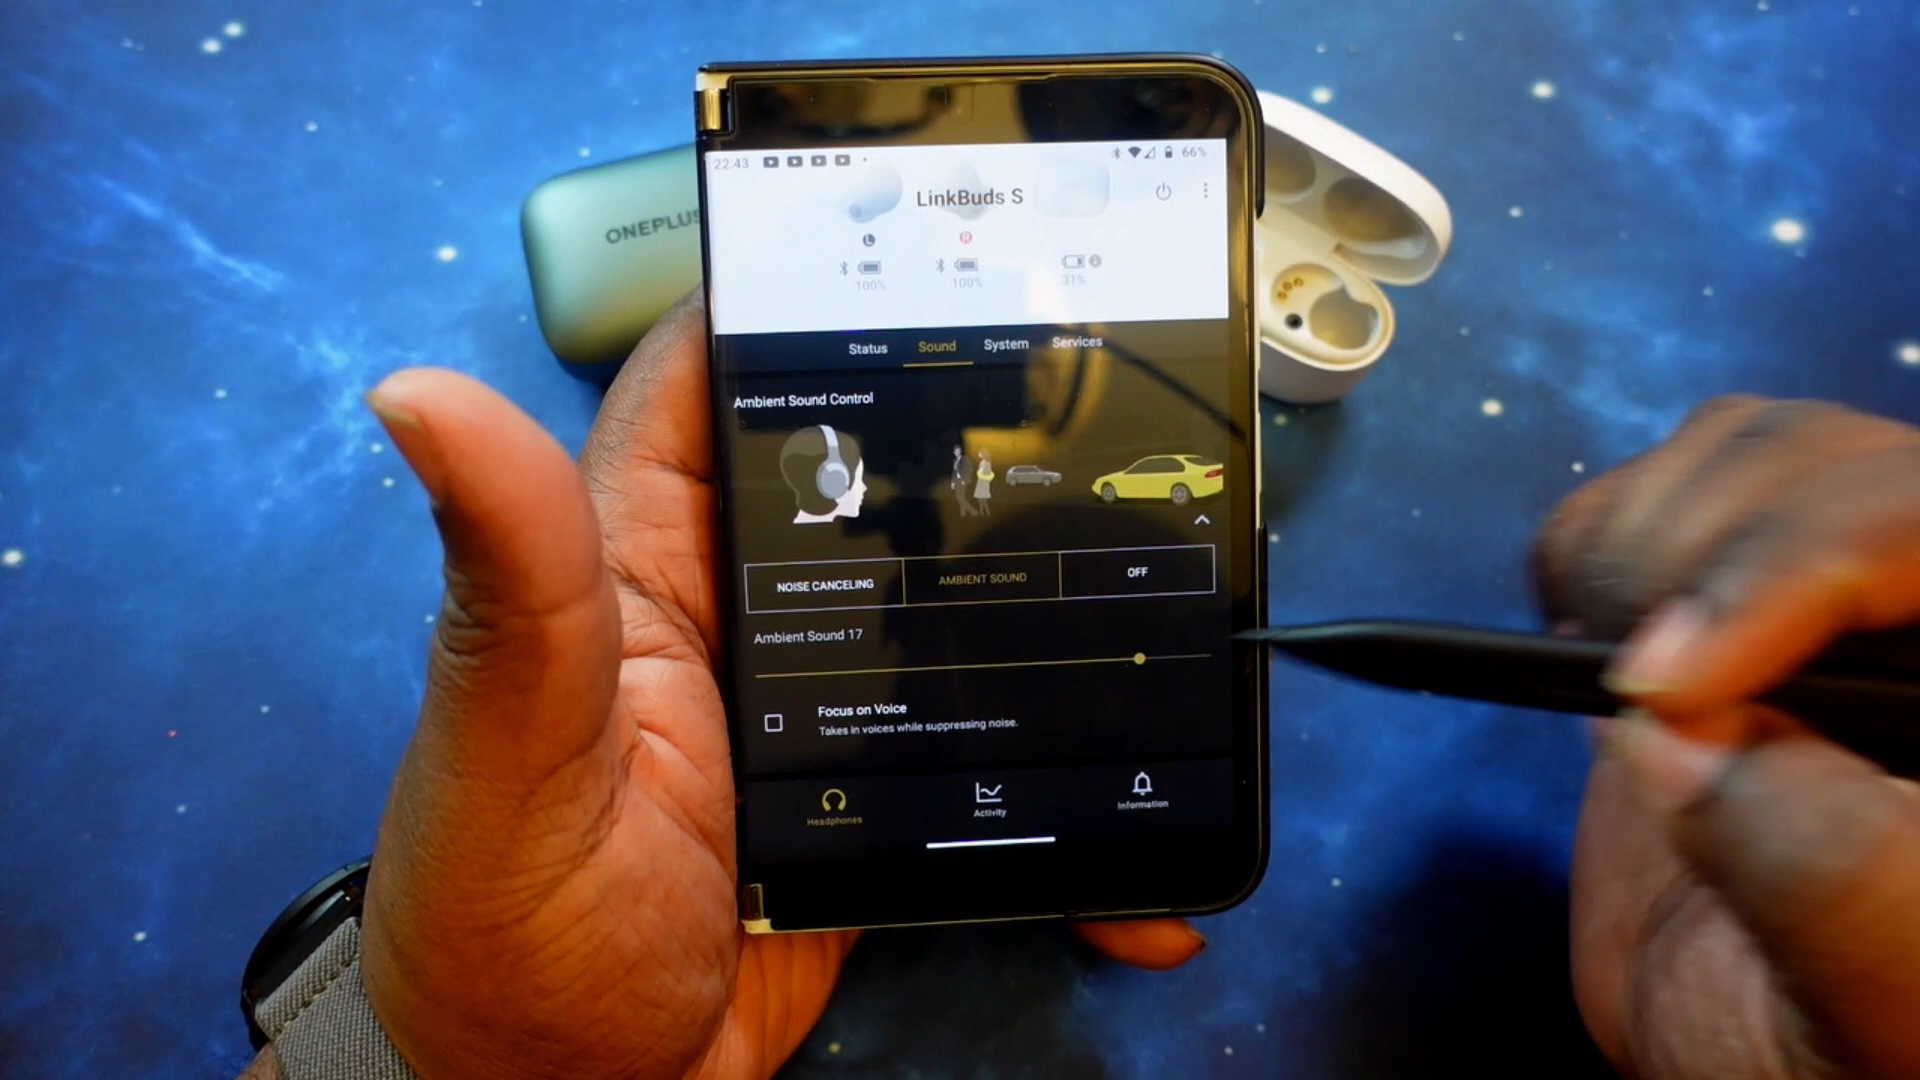 ONEPLUS
22:43
66%
LinkBuds S
L
R
100%
100%
31%
Status
Sound
System
Services
Ambient Sound Control
NOISE CANCELING
AMBIENT SOUND
OFF
Ambient Sound 17
Focus on Voice
Takes in voices while suppressing noise.
Headphones
Activity
Information